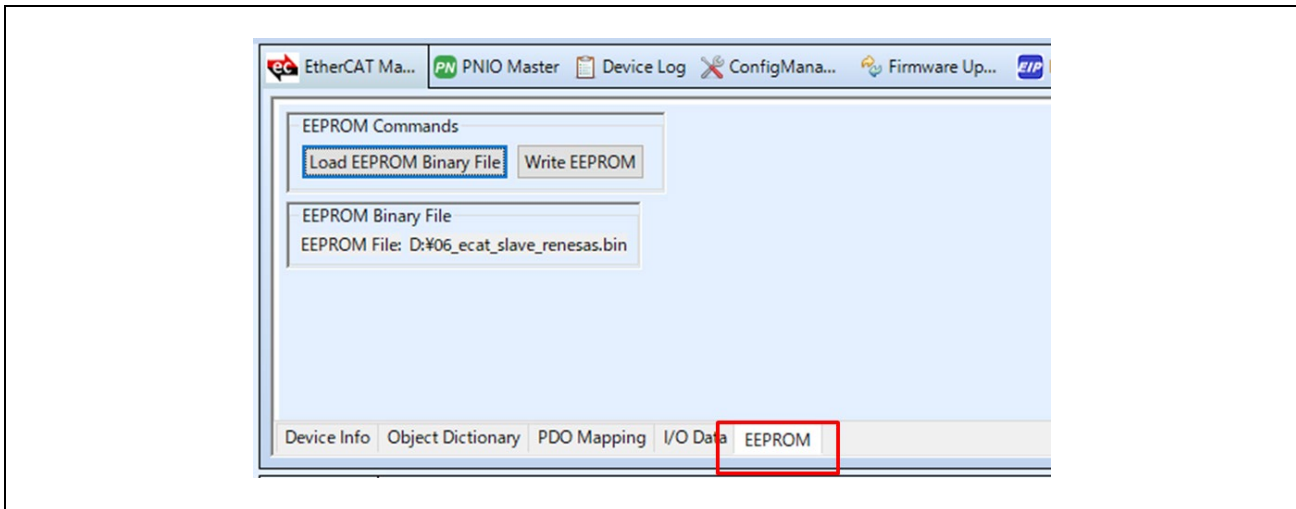 EtherCAT Ma... PN PNIO Master Device Log ConfigMana... Firmware Up... EIP
EEPROM Commands
Load EEPROM Binary File Write EEPROM
EEPROM Binary File
EEPROM File: D:¥06_ecat_slave_renesas.bin
Device Info Object Dictionary PDO Mapping I/O Data EEPROM